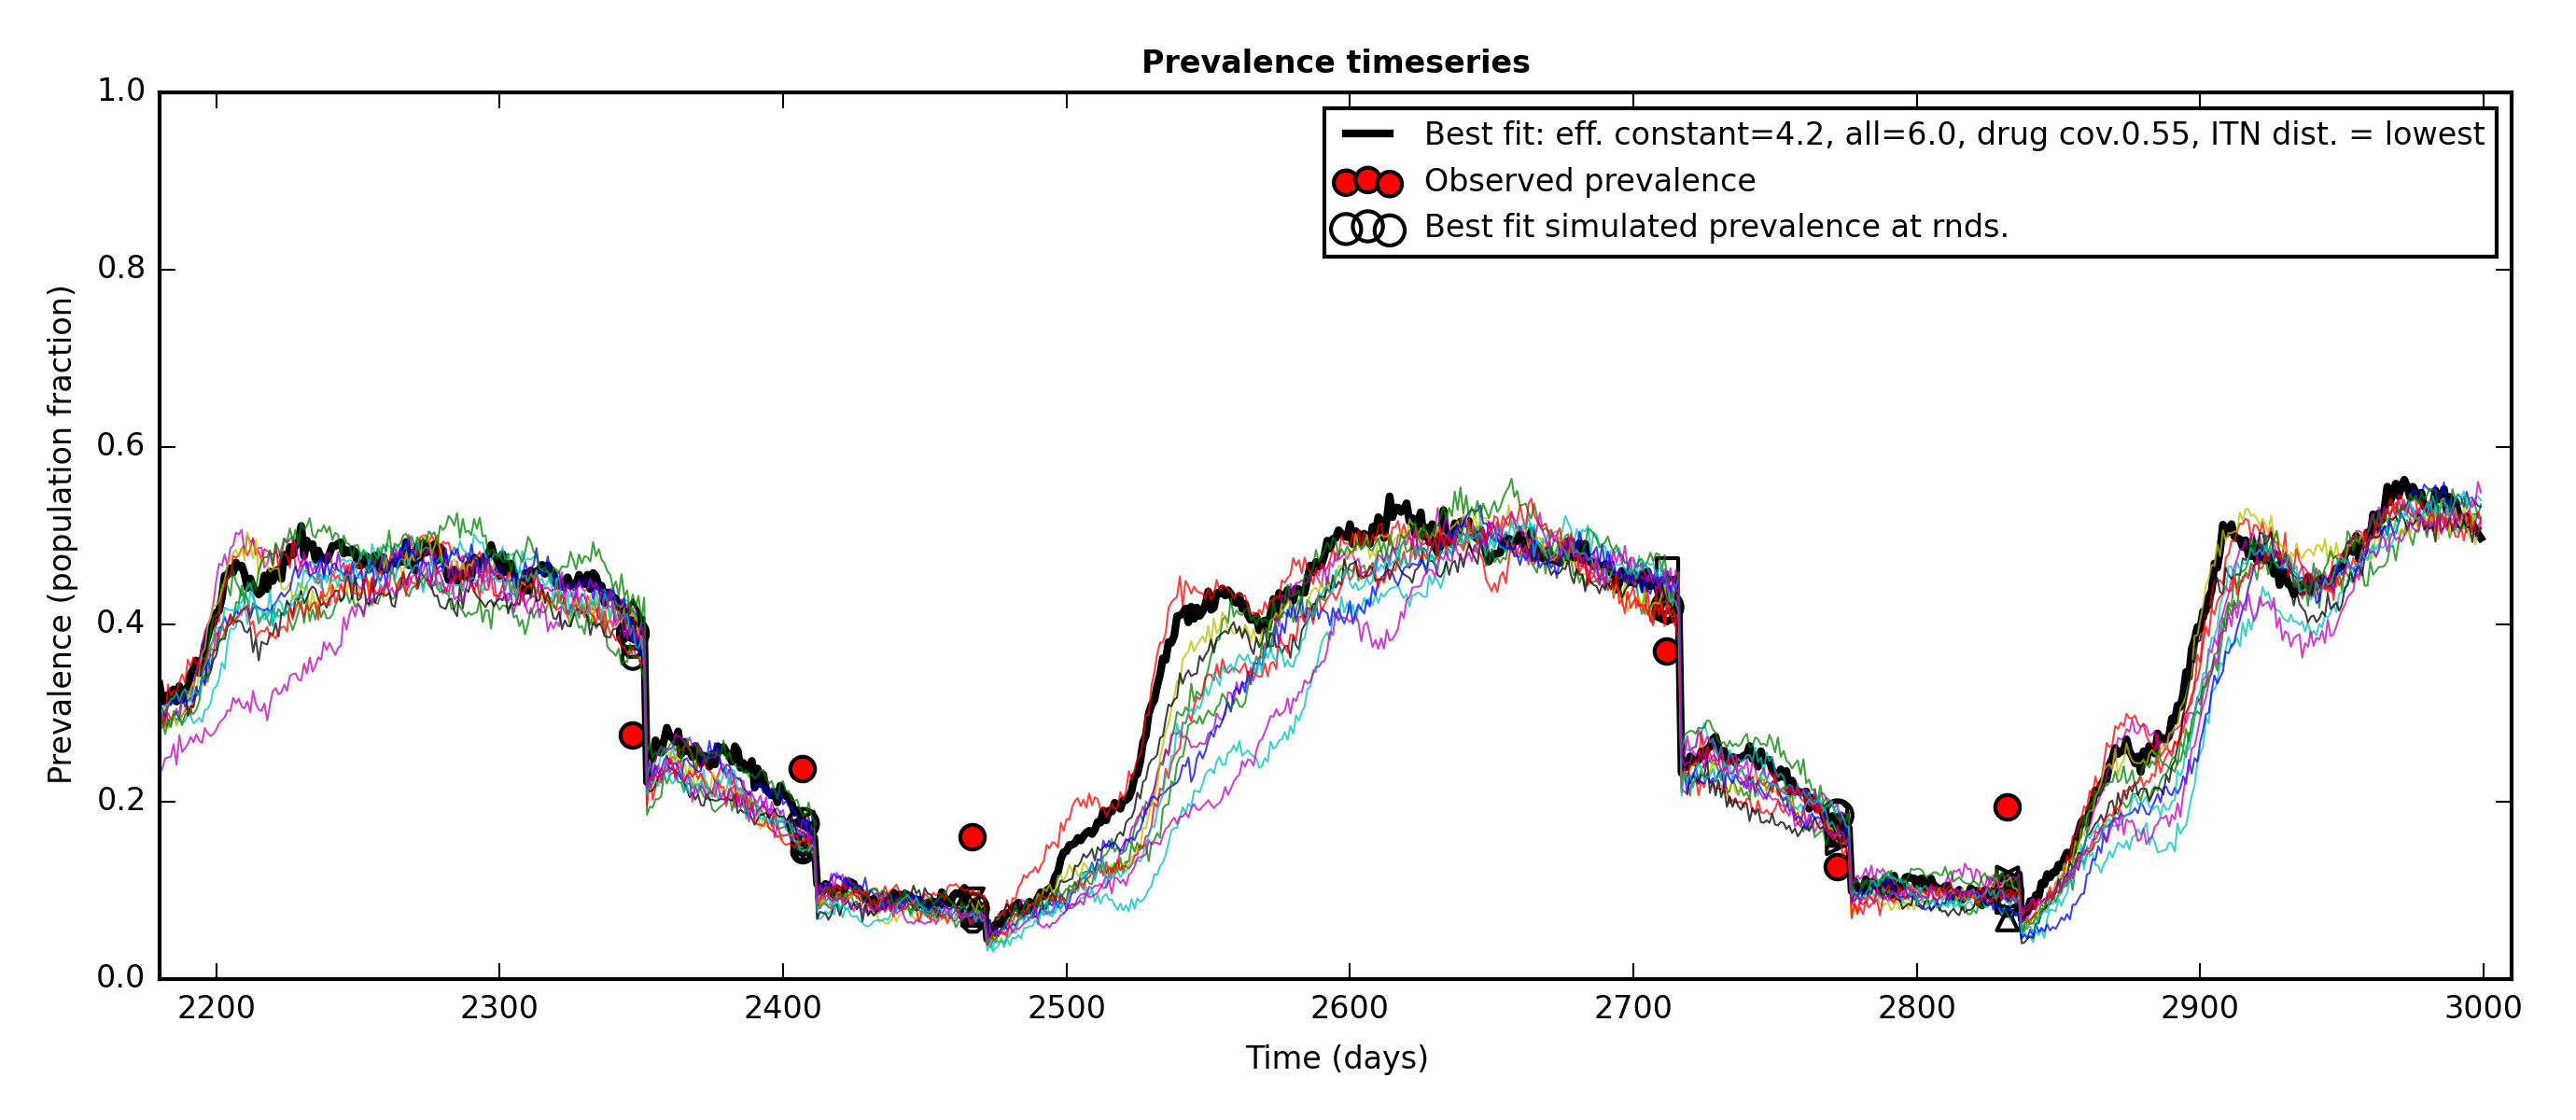 Prevalence timeseries
Best fit: eff. constant=4.2, all=6.0, drug cov.0.55, ITN dist. = lowest
Observed prevalence
Best fit simulated prevalence at rnds.
Prevalence (population fraction)
1.0
0.8
0.6
0.4
0.2
0.0
2200 2300 2400 2500 2600 2700 2800 2900 3000
Time (days)